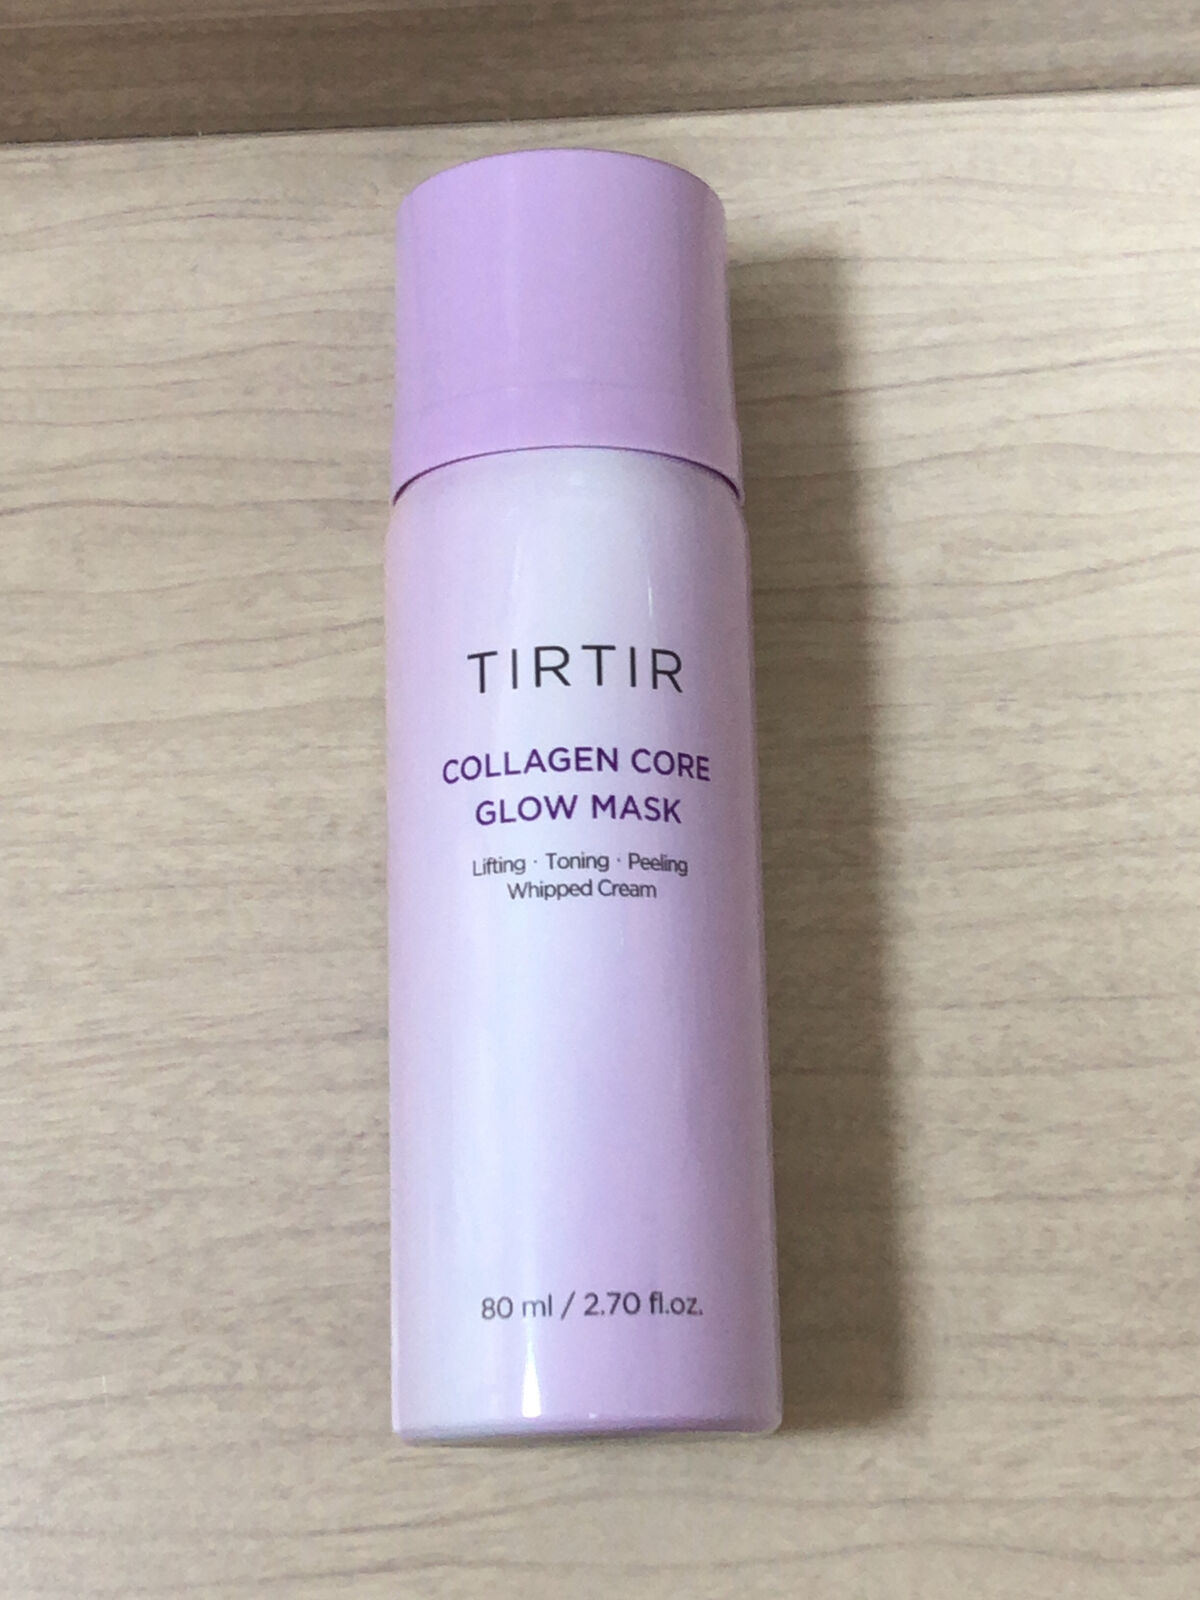 TIRTIR
COLLAGEN CORE
GLOW MASK
Lifting · Toning · Peeling
Whipped Cream
80 ml / 2.70 fl.oz.